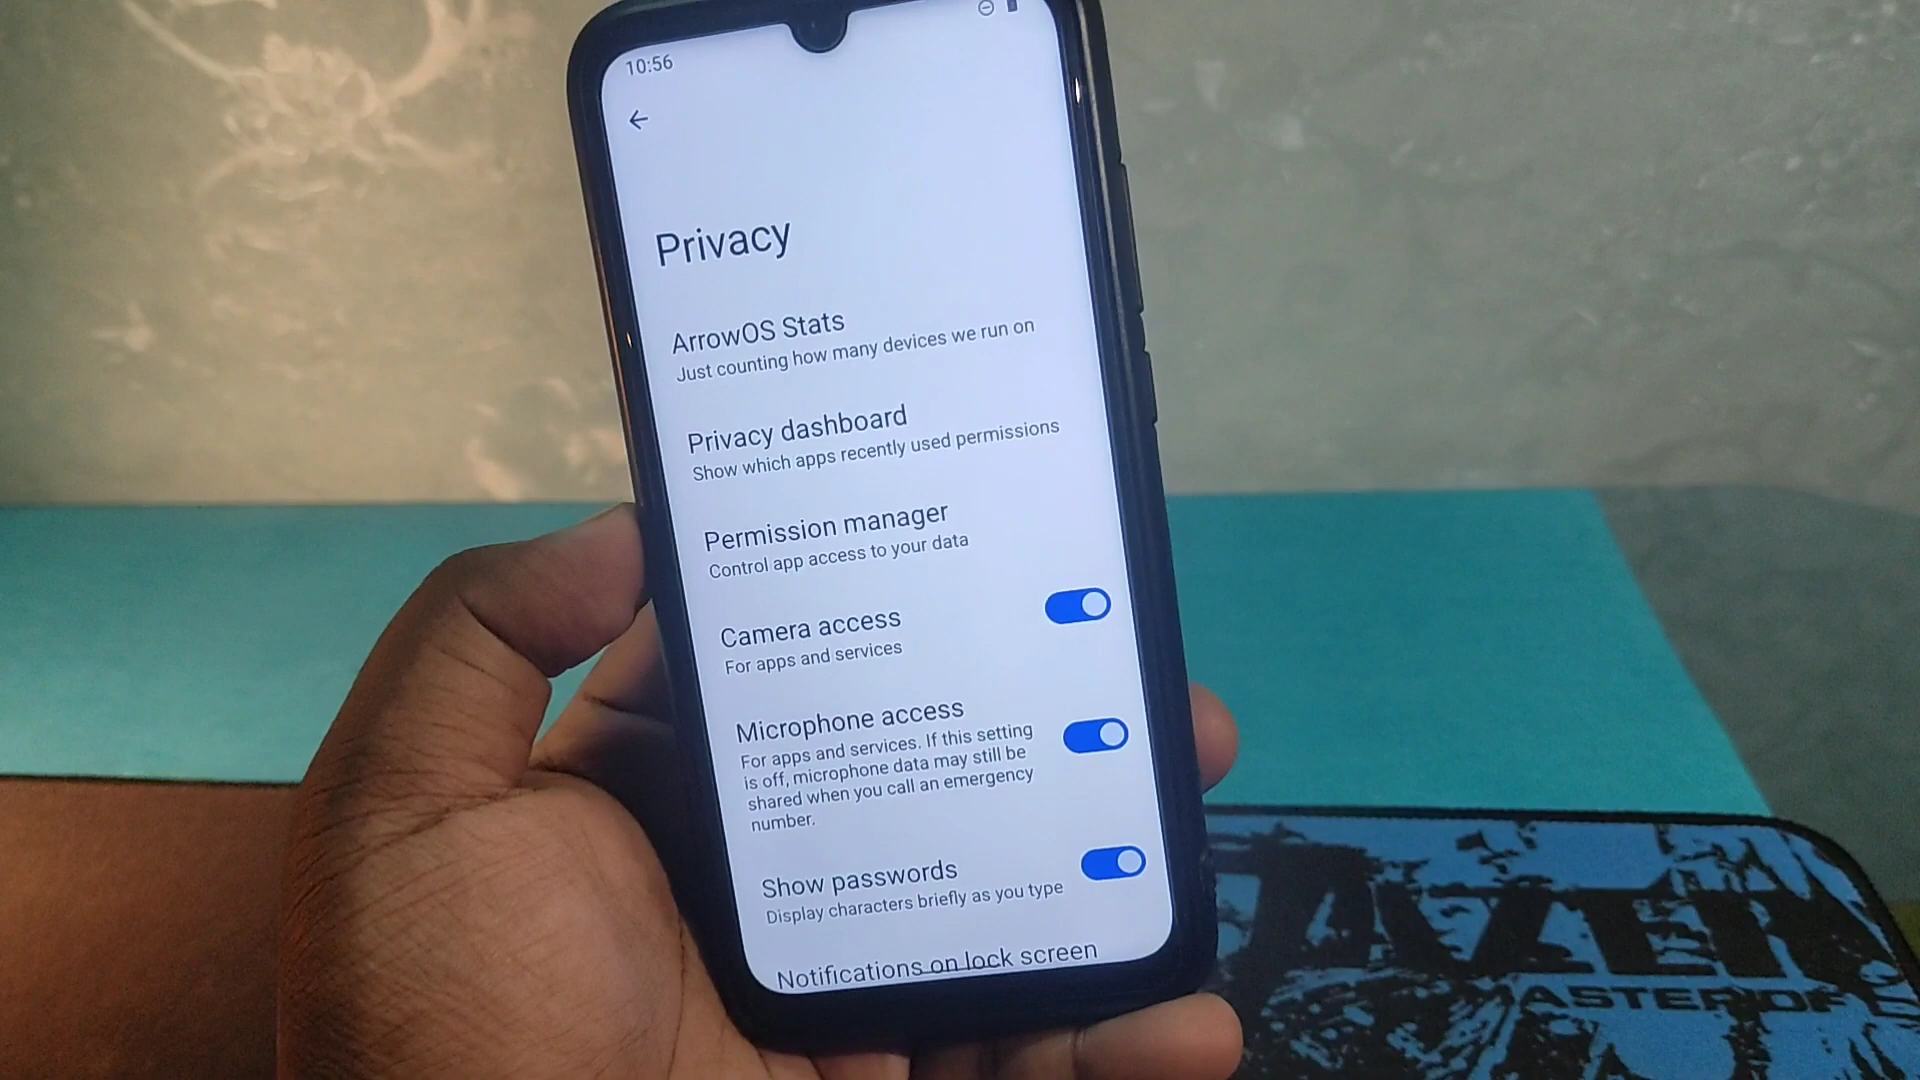 10:56
Privacy
ArrowOS Stats
Just counting how many devices we run on
Privacy dashboard
Show which apps recently used permissions
Permission manager
Control app access to your data
Camera access
For apps and services
Microphone access
For apps and services. If this setting
is off, microphone data may still be
shared when you call an emergency
number.
Show passwords
Display characters briefly as you type
Notifications on lock screen